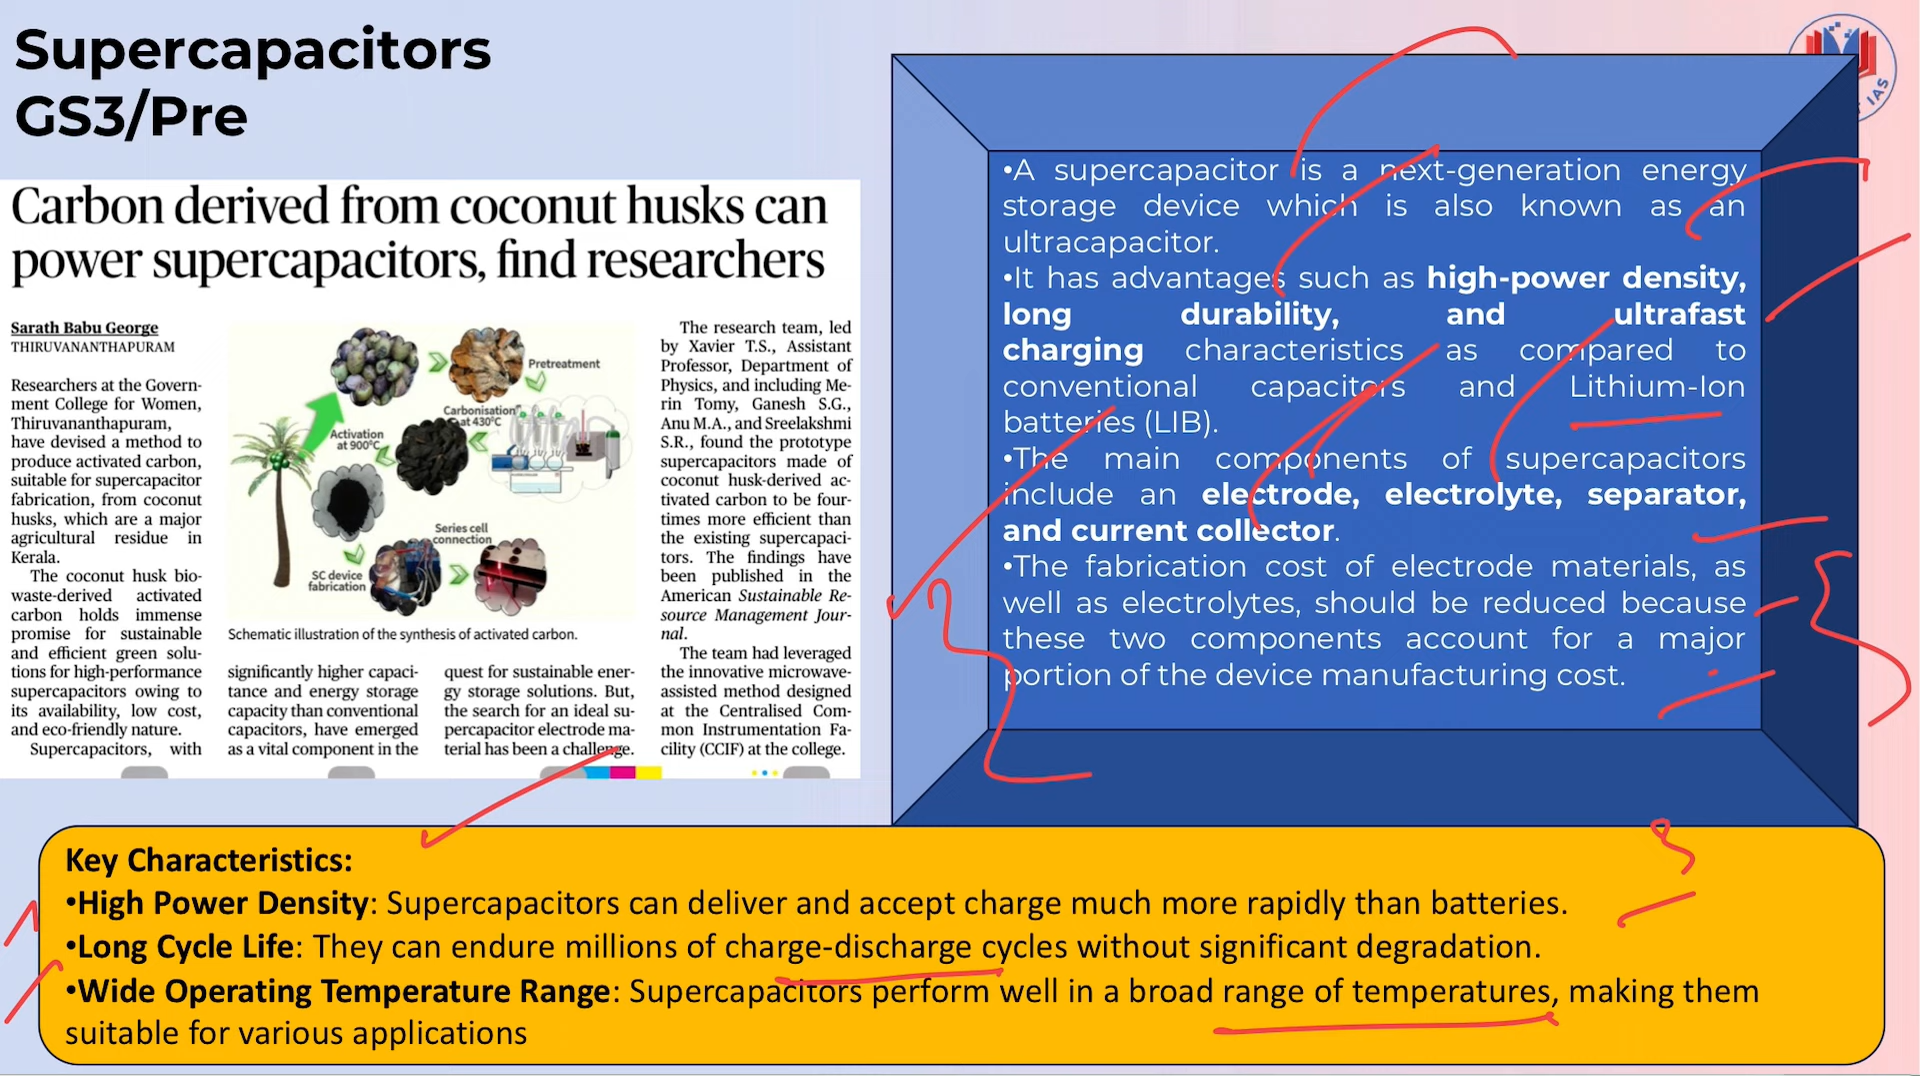 Supercapacitors
GS3/Pre
Carbon derived from coconut husks can
power supercapacitors, find researchers
Sarath Babu George
THIRUVANANTHAPURAM
Researchers at the Govern-
ment College for Women,
Thiruvananthapuram,
have devised a method to
produce activated carbon,
suitable for supercapacitor
fabrication, from coconut
husks, which are a major
agricultural residue in
Kerala.
The coconut husk bio-
waste-derived activated
carbon holds immense
promise for sustainable
and efficient green solu-
tions for high-performance
supercapacitors owing to
its availability, low cost,
and eco-friendly nature.
Supercapacitors, with
Pretreatment
Carbonisation
at 430°C
Activation
at 900°C
Series cell
connection
SC device
fabrication
Schematic illustration of the synthesis of activated carbon.
significantly higher capaci-
tance and energy storage
capacity than conventional
capacitors, have emerged
as a vital component in the
quest for sustainable ener-
gy storage solutions. But,
the search for an ideal su-
percapacitor electrode ma-
terial has been a challenge.
The research team, led
by Xavier T.S., Assistant
Professor, Department of
Physics, and including Me-
rin Tomy, Ganesh S.G.,
Anu M.A., and Sreelakshmi
S.R., found the prototype
supercapacitors made of
coconut husk-derived ac-
tivated carbon to be four-
times more efficient than
the existing supercapaci-
tors. The findings have
been published in the
American Sustainable Re-
source Management Jour-
nal.
The team had leveraged
the innovative microwave-
assisted method designed
at the Centralised Com-
mon Instrumentation Fa-
cility (CCIF) at the college.
•A supercapacitor is a next-generation energy
storage device which is also known as an
ultracapacitor.
•It has advantages such as high-power density,
long durability, and ultrafast
charging characteristics as compared to
conventional capacitors and Lithium-Ion
batteries (LIB).
•The main components of supercapacitors
include an electrode, electrolyte, separator,
and current collector.
•The fabrication cost of electrode materials, as
well as electrolytes, should be reduced because
these two components account for a major
portion of the device manufacturing cost.
IAS
Key Characteristics:
•High Power Density: Supercapacitors can deliver and accept charge much more rapidly than batteries.
•Long Cycle Life: They can endure millions of charge-discharge cycles without significant degradation.
•Wide Operating Temperature Range: Supercapacitors perform well in a broad range of temperatures, making them
suitable for various applications